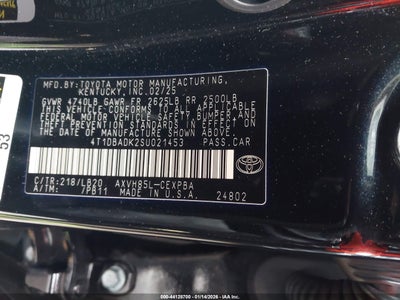 MFD.BY:TOYOTA MOTOR MANUFACTURING,
KENTUCKY, INC. 02/25
GVWR 4740LB GAWR FR 2625LB RR 2500LB
THIS VEHICLE CONFORMS TO ALL APPLICABLE
FEDERAL MOTOR VEHICLE SAFETY, BUMPER, AND
THEFT PREVENTION STANDARDS IN EFFECT ON
THE DATE OF MANUFACTURE SHOWN ABOVE.
4T1DBADK2SU021453 PASS.CAR
C/TR:218/LB20 AXVH85L-CEXPBA
A/TM: /PB11 MADE IN U.S.A. 24802
TOYOTA
53
000-44128700 - 01/14/2026 - IAA Inc.